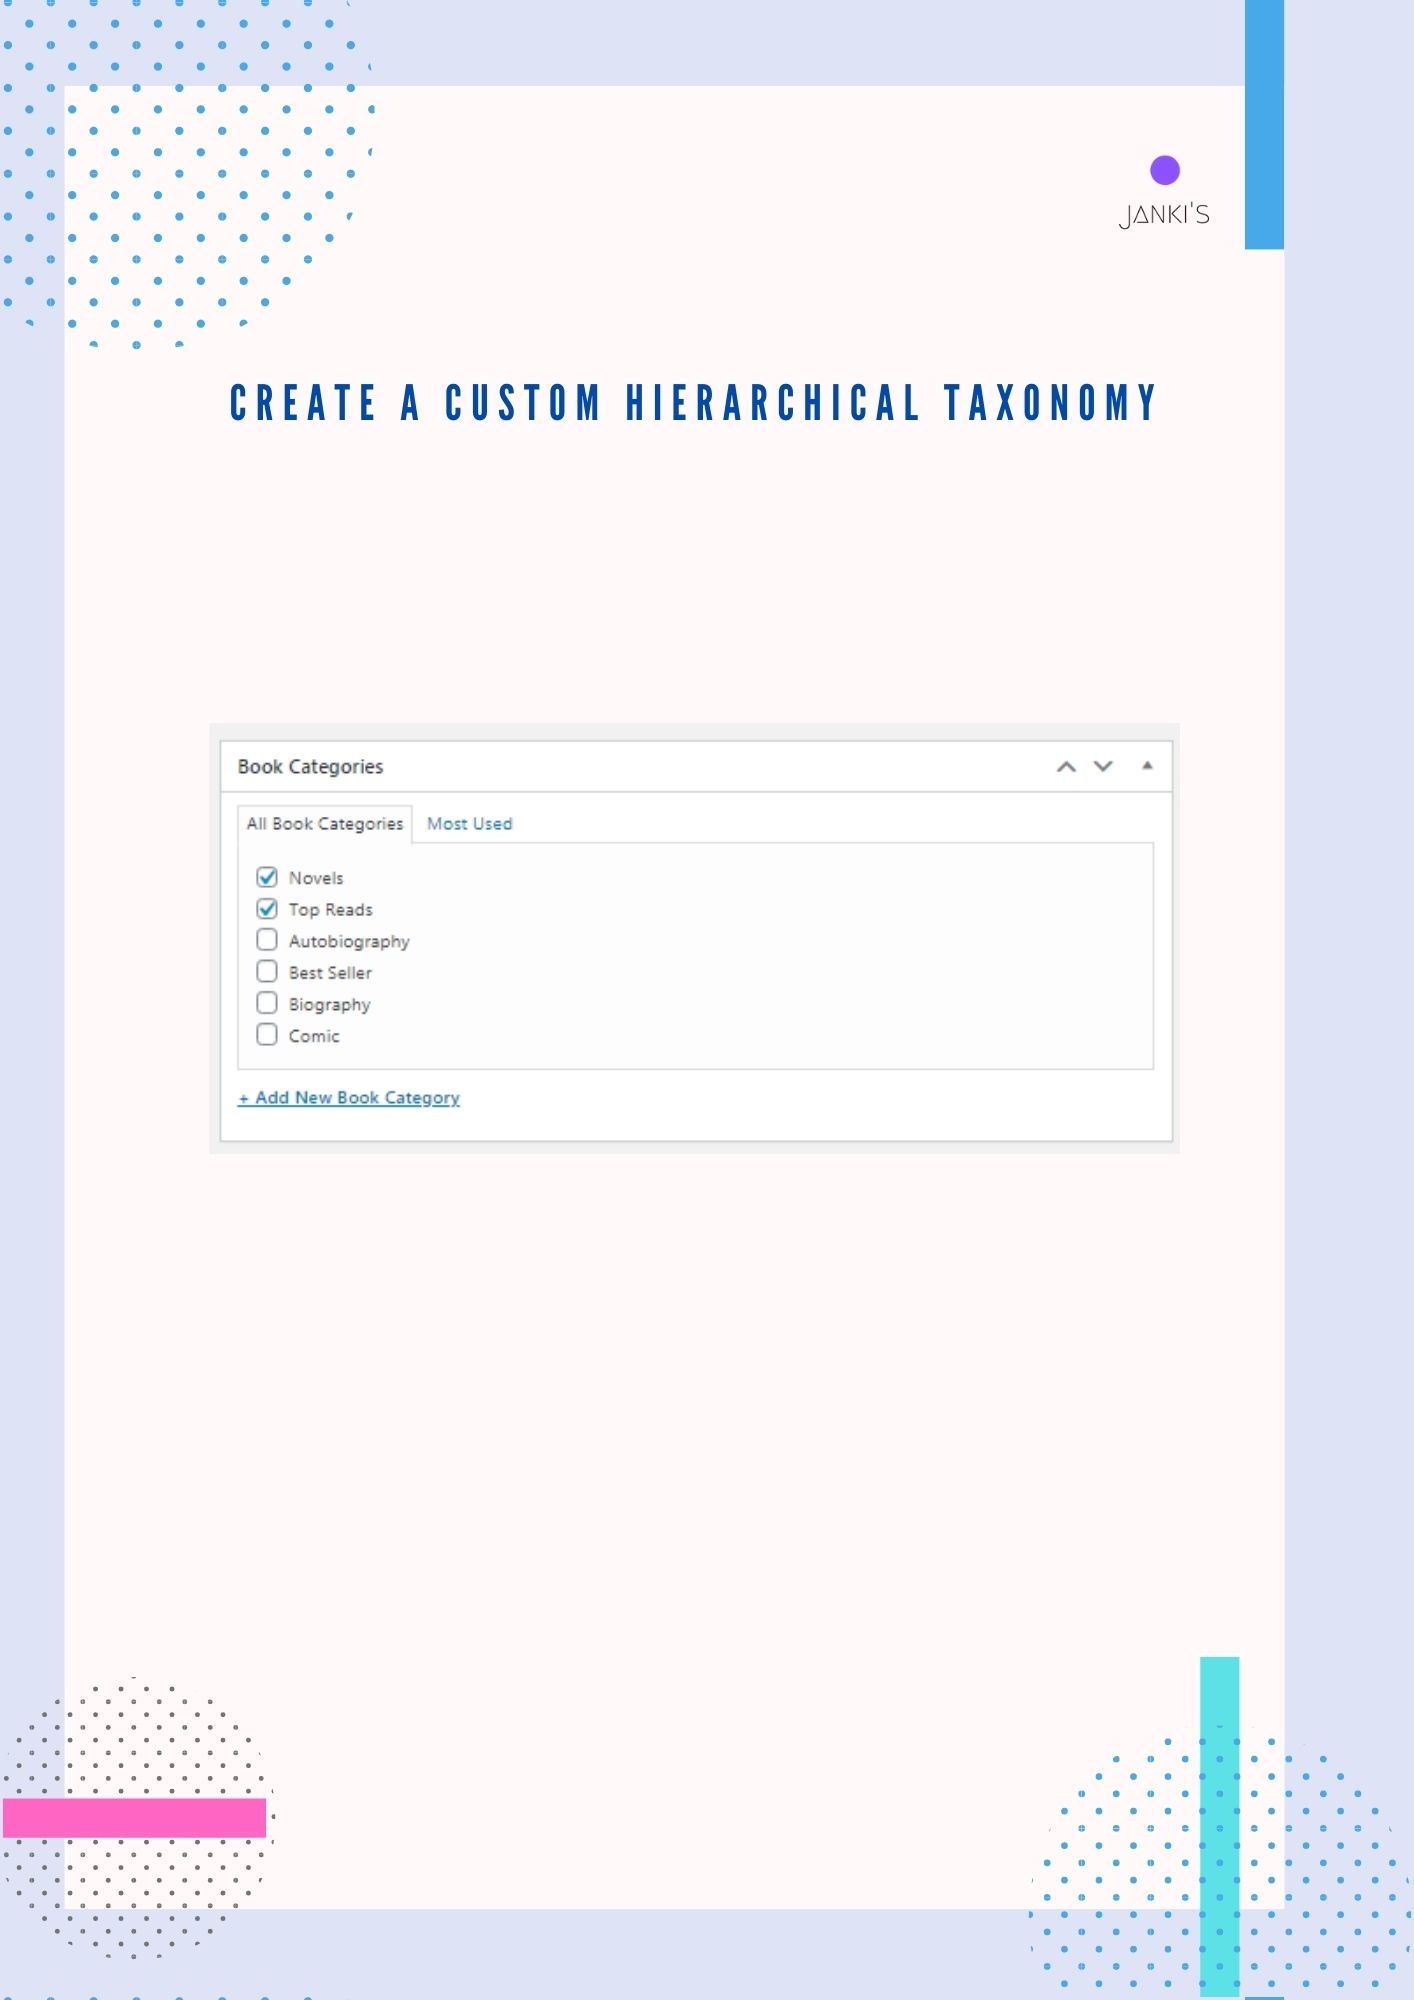 JANKI'S
CREATE A CUSTOM HIERARCHICAL TAXONOMY
Book Categories
All Book Categories Most Used
Novels
Top Reads
Autobiography
Best Seller
Biography
Comic
+ Add New Book Category